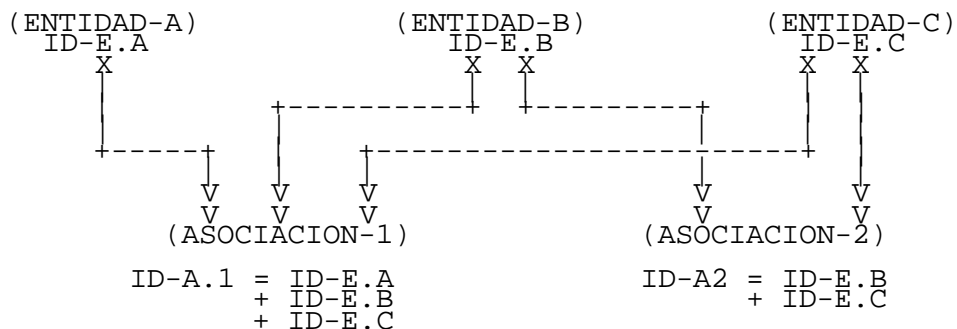 (ENTIDAD-A) (ENTIDAD-B) (ENTIDAD-C)
ID-E.A ID-E.B ID-E.C
X X X X X
V V V V V
V V V V V
(ASOCIACION-1) (ASOCIACION-2)
ID-A.1 = ID-E.A ID-A2 = ID-E.B
+ ID-E.B + ID-E.C
+ ID-E.C